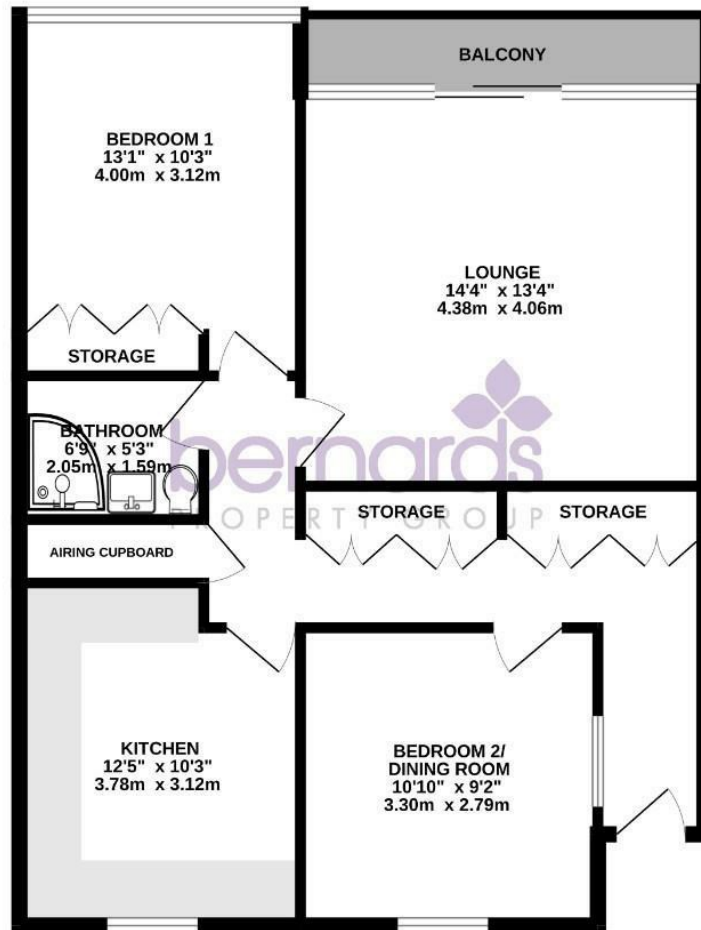 BALCONY
BEDROOM 1
13'1" x 10'3"
4.00m x 3.12m
LOUNGE
14'4" x 13'4"
4.38m x 4.06m
STORAGE
BATHROOM
6'9" x 5'3"
2.05m x 1.59m
bernards
PROPERTY GROUP
STORAGE
STORAGE
AIRING CUPBOARD
KITCHEN
12'5" x 10'3"
3.78m x 3.12m
BEDROOM 2/
DINING ROOM
10'10" x 9'2"
3.30m x 2.79m